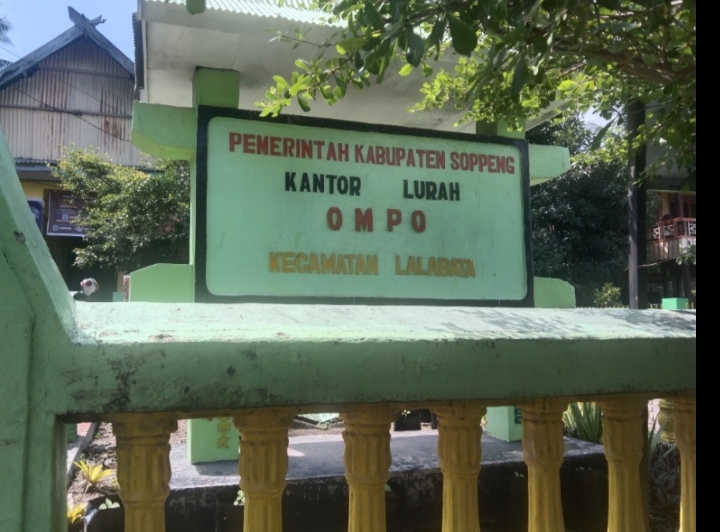 PEMERINTAH KABUPATEN SOPPENG
KANTOR LURAH
OMPO
KECAMATAN LALABATA